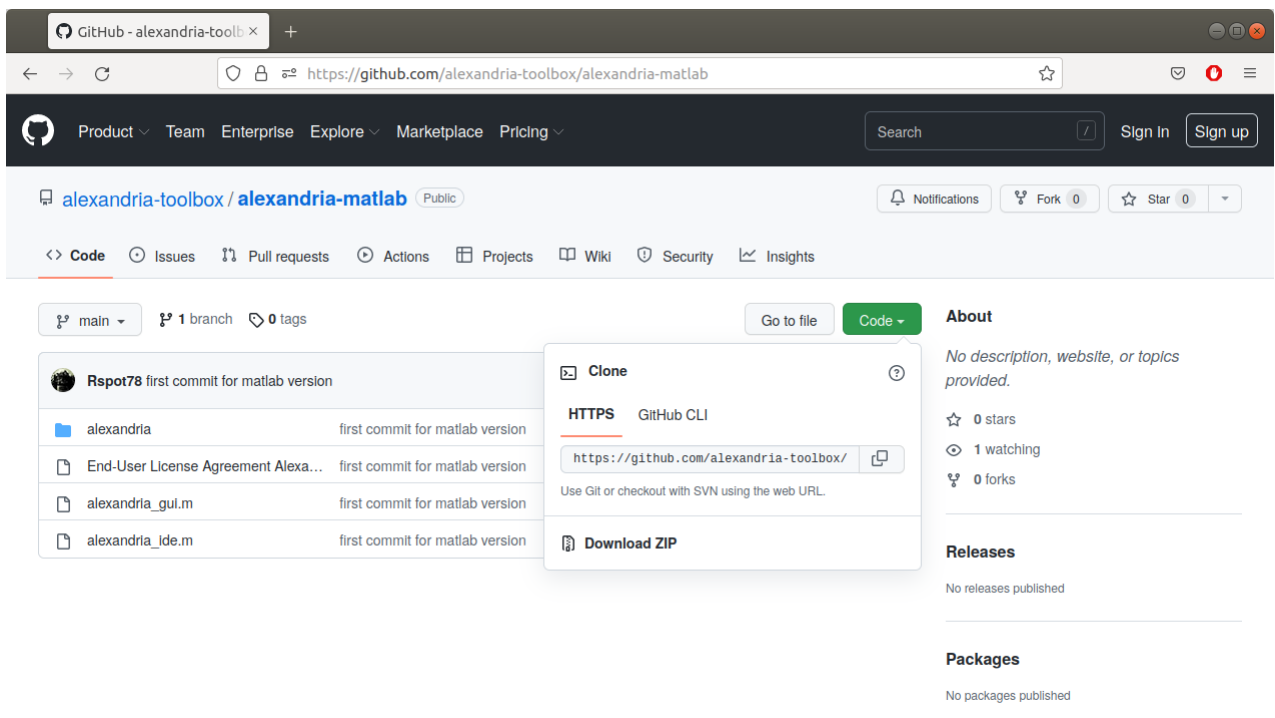 GitHub - alexandria-toolb
https://github.com/alexandria-toolbox/alexandria-matlab
Product Team Enterprise Explore Marketplace Pricing Search / Sign in Sign up
alexandria-toolbox / alexandria-matlab Public Notifications Fork 0 Star 0
Code Issues Pull requests Actions Projects Wiki Security Insights
main 1 branch 0 tags Go to file Code
Rspot78 first commit for matlab version
alexandria first commit for matlab version
End-User License Agreement Alexa… first commit for matlab version
alexandria_gui.m first commit for matlab version
alexandria_ide.m first commit for matlab version
Clone
HTTPS GitHub CLI
https://github.com/alexandria-toolbox/
Use Git or checkout with SVN using the web URL.
Download ZIP
About
No description, website, or topics
provided.
0 stars
1 watching
0 forks
Releases
No releases published
Packages
No packages published